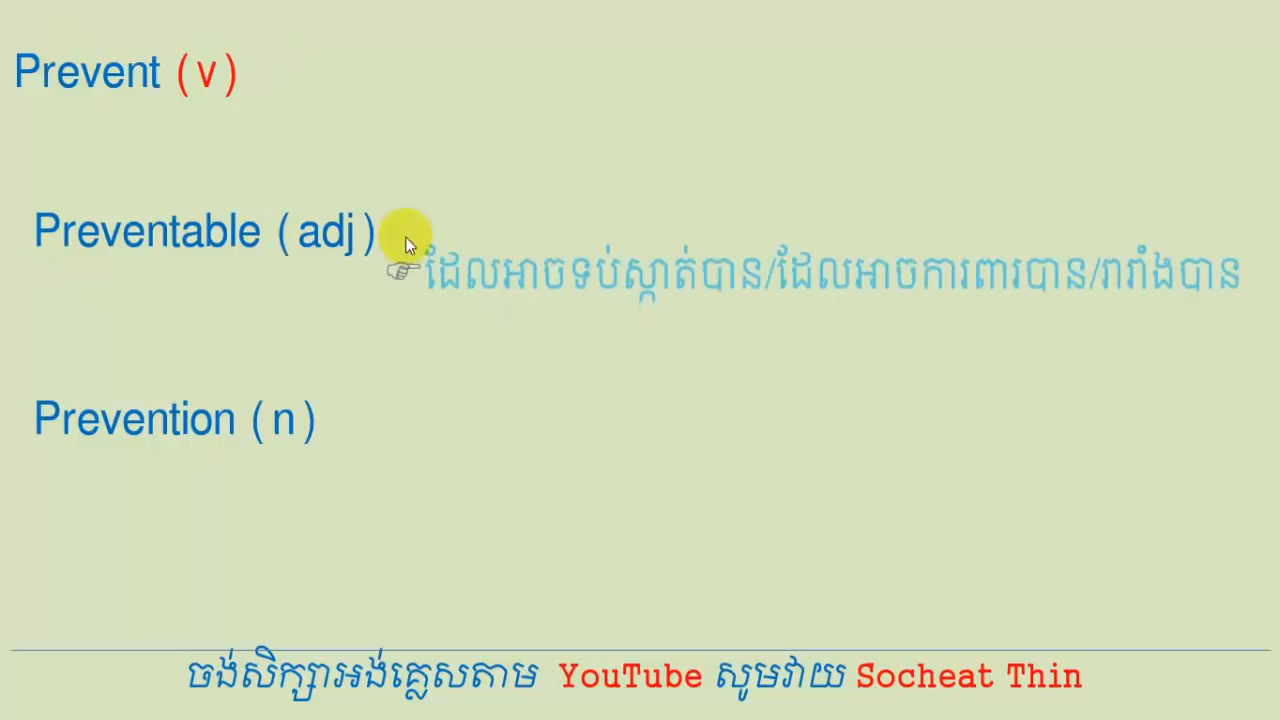 Prevent (v)
Preventable (adj)
☞ដែលអាចទប់ស្កាត់បាន/ដែលអាចការពារបាន/រារាំងបាន
Prevention (n)
ចង់សិក្សាអង់គ្លេសតាម YouTube សូមវាយ Socheat Thin